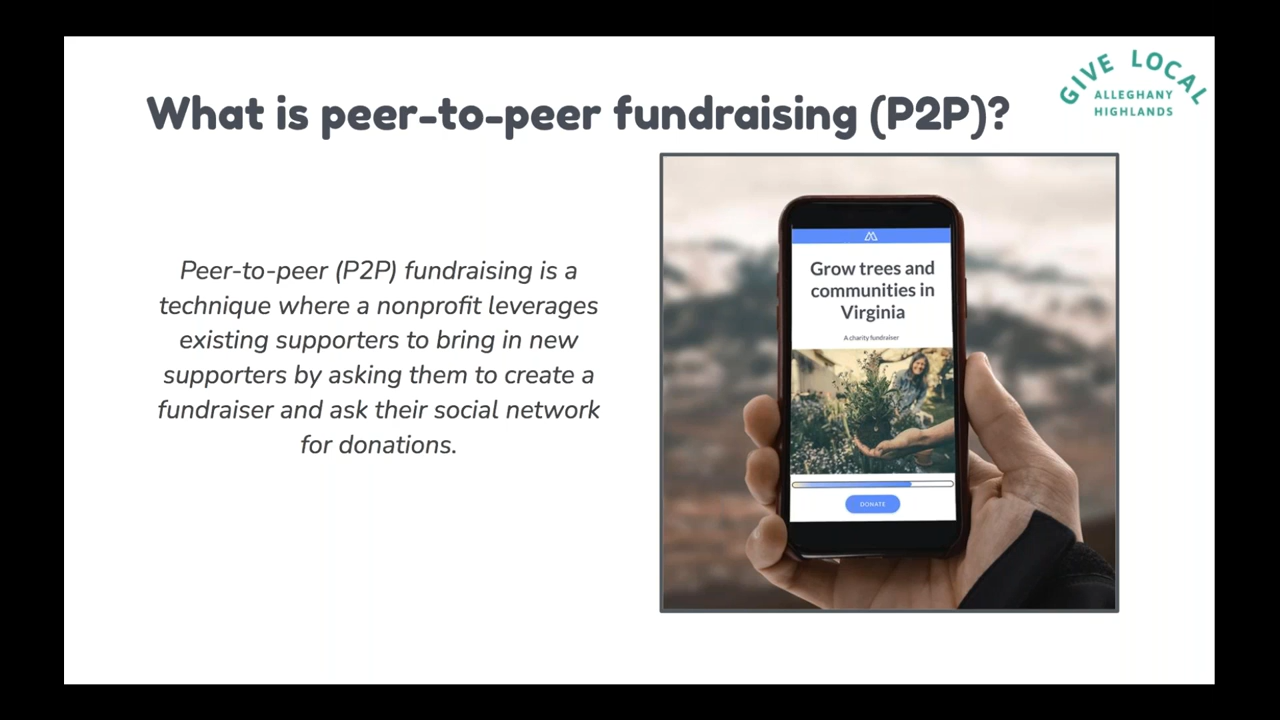 What is peer-to-peer fundraising (P2P)?
GIVE LOCAL
ALLEGHANY
HIGHLANDS
Peer-to-peer (P2P) fundraising is a
technique where a nonprofit leverages
existing supporters to bring in new
supporters by asking them to create a
fundraiser and ask their social network
for donations.
Grow trees and
communities in
Virginia
A charity fundraiser
DONATE